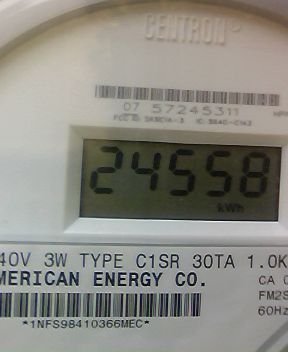 CENTRON®
07 57245311
24558
kWh
40V 3W TYPE C1SR 30TA 1.0K
MERICAN ENERGY CO.
CA
FM2S
60Hz
*1NFS98410366MEC*